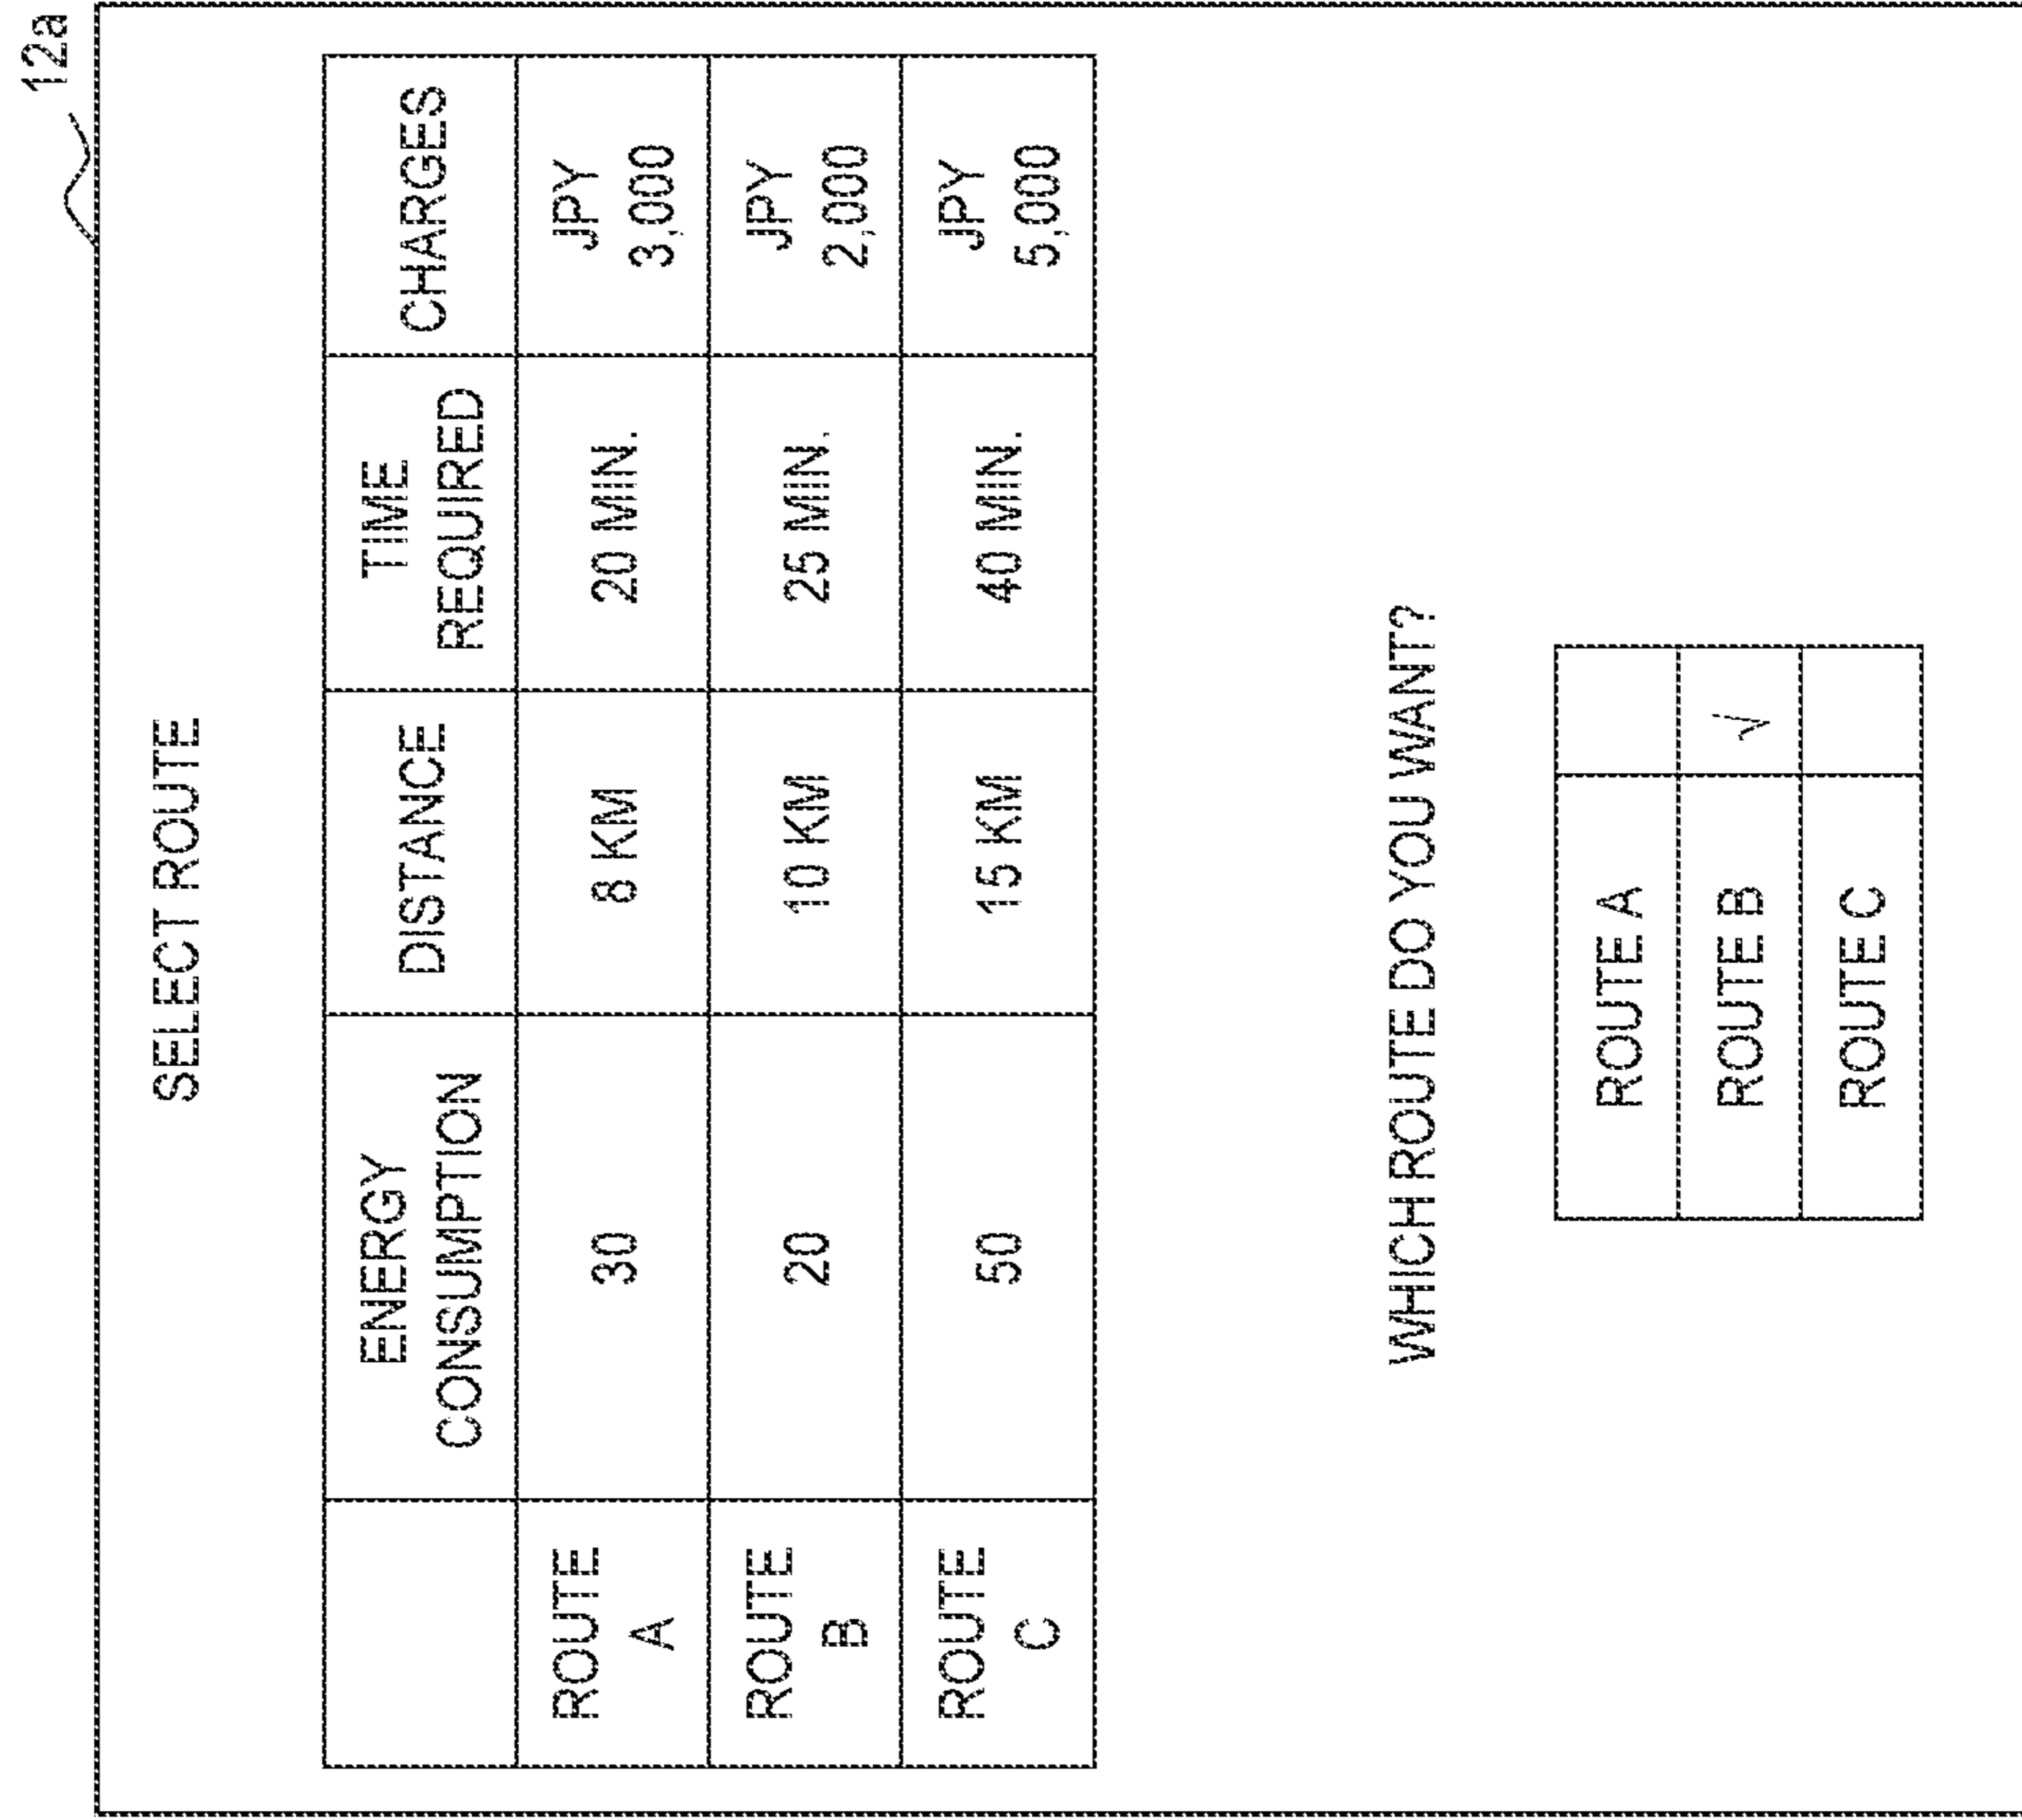 12a
SELECT ROUTE
ENERGY CONSUMPTION DISTANCE TIME REQUIRED CHARGES
ROUTE A 30 8 KM 20 MIN. JPY 3,000
ROUTE B 20 10 KM 25 MIN. JPY 2,000
ROUTE C 50 15 KM 40 MIN. JPY 5,000
WHICH ROUTE DO YOU WANT?
ROUTE A
ROUTE B √
ROUTE C